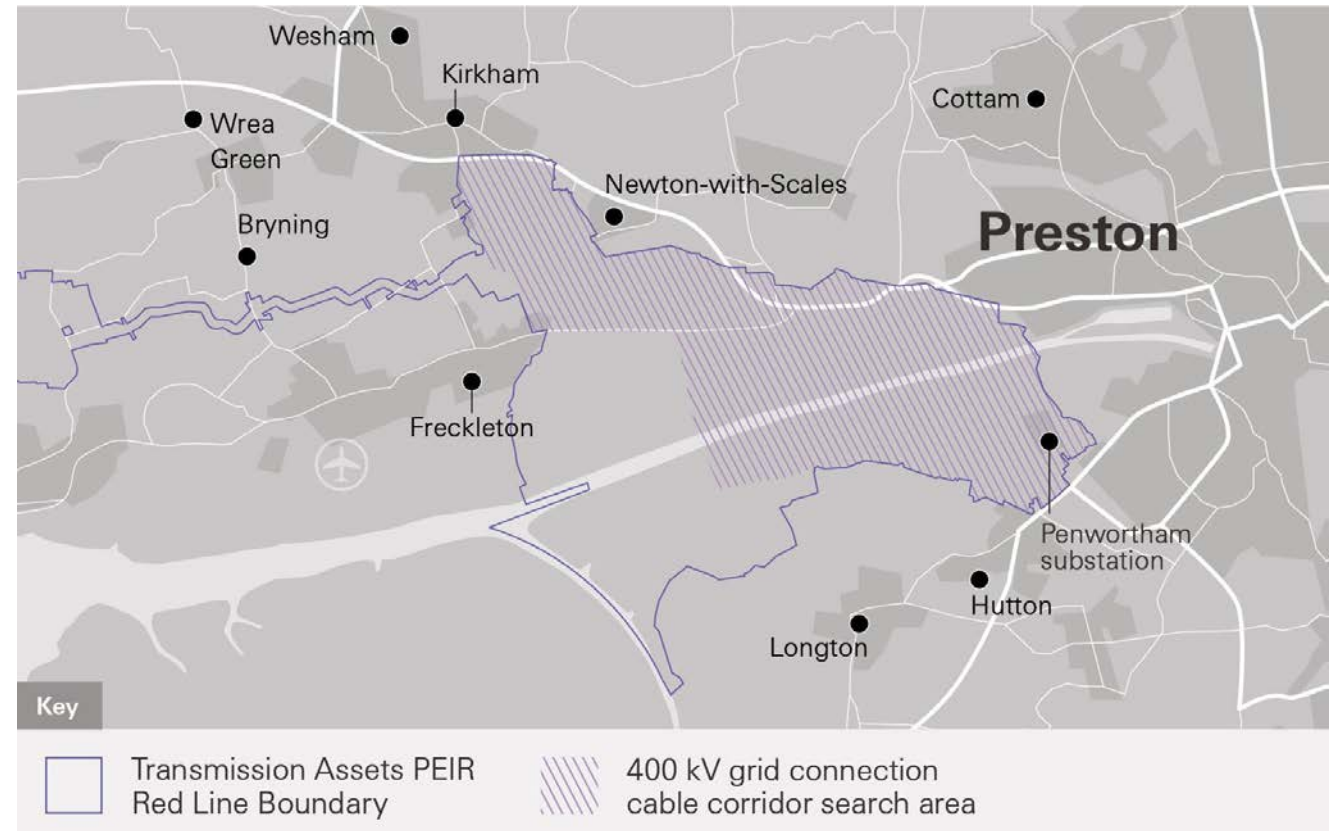 Wesham
Kirkham
Cottam
Wrea
Green
Newton-with-Scales
Bryning
Preston
Freckleton
Penwortham
substation
Hutton
Longton
Key
Transmission Assets PEIR
Red Line Boundary
400 kV grid connection
cable corridor search area